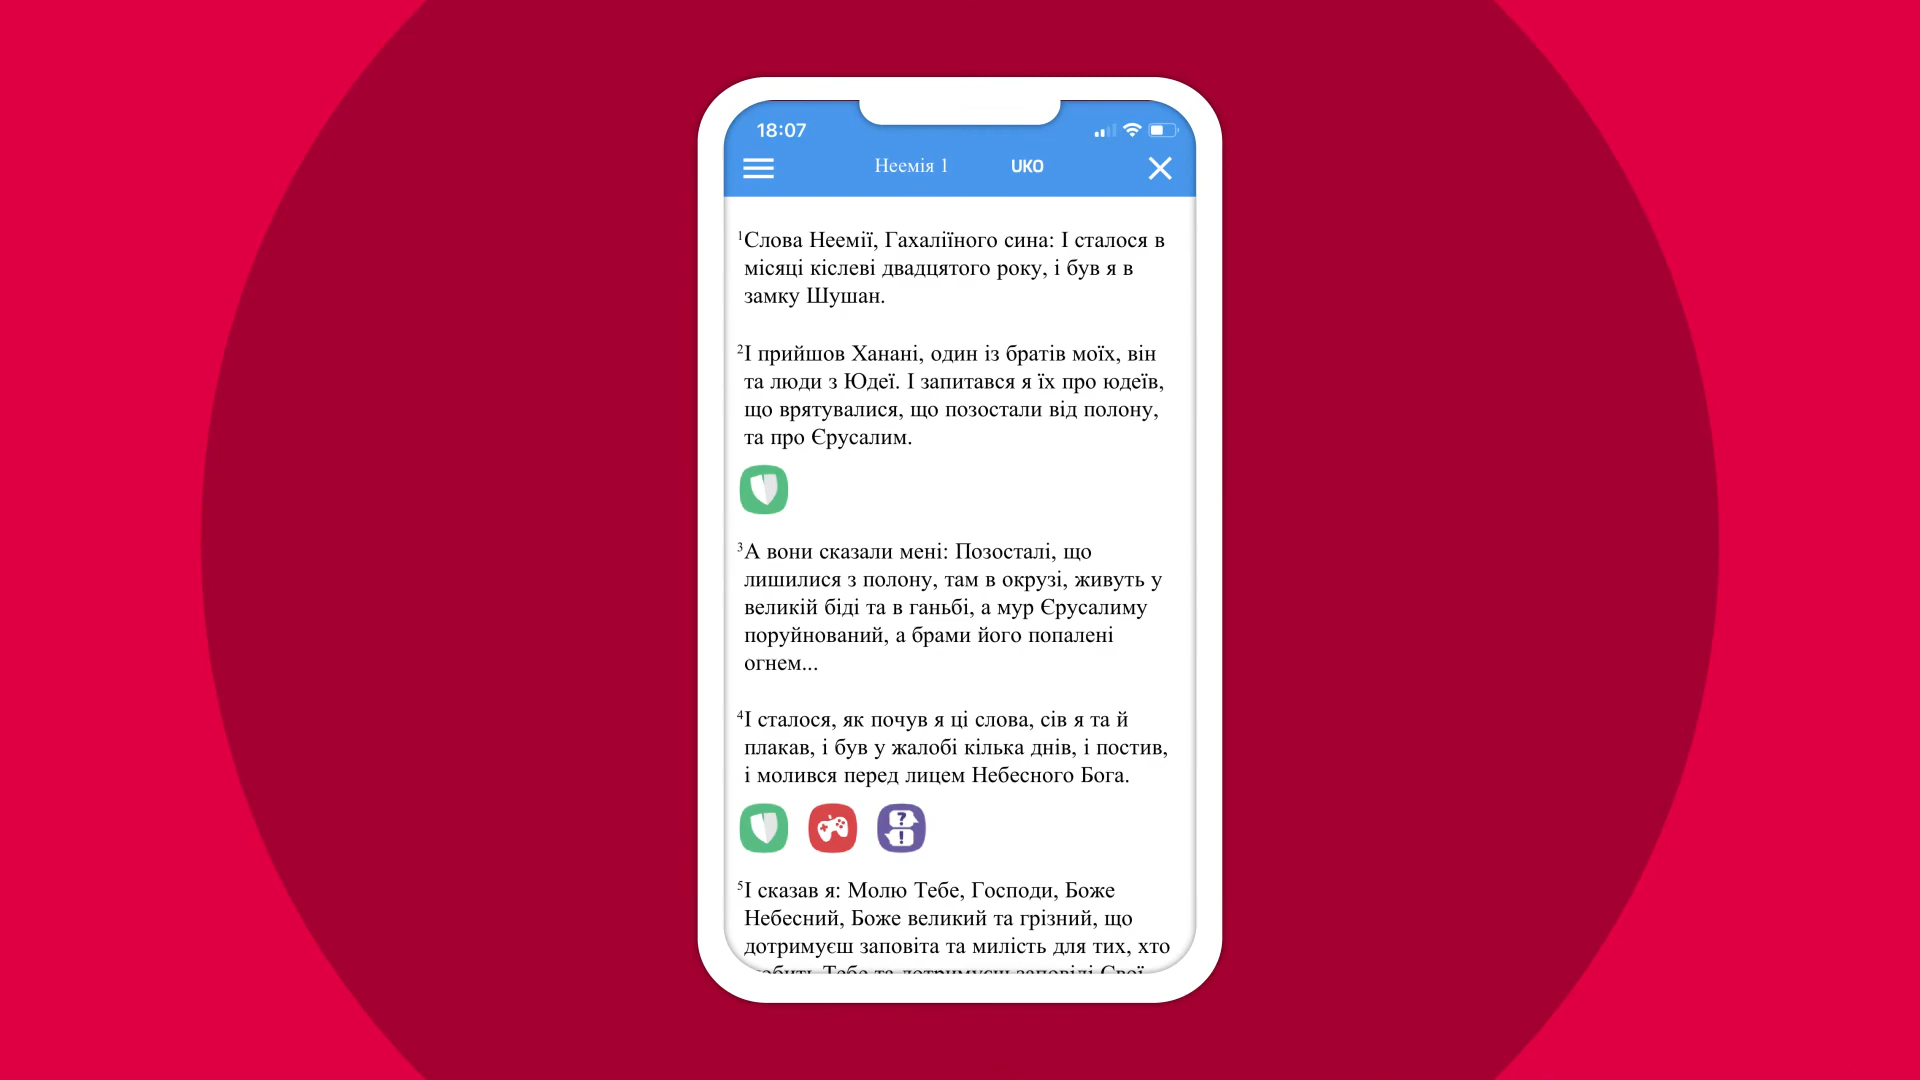 18:07
Неемія 1 UKO
1Слова Неемії, Гахаліїного сина: І сталося в
місяці кіслеві двадцятого року, і був я в
замку Шушан.
2І прийшов Ханані, один із братів моїх, він
та люди з Юдеї. І запитався я їх про юдеїв,
що врятувалися, що позостали від полону,
та про Єрусалим.
3А вони сказали мені: Позосталі, що
лишилися з полону, там в окрузі, живуть у
великій біді та в ганьбі, а мур Єрусалиму
поруйнований, а брами його попалені
огнем...
4І сталося, як почув я ці слова, сів я та й
плакав, і був у жалобі кілька днів, і постив,
і молився перед лицем Небесного Бога.
? !
5І сказав я: Молю Тебе, Господи, Боже
Небесний, Боже великий та грізний, що
дотримуєш заповіта та милість для тих, хто
Тебе та дотримуєш заповіді Свої